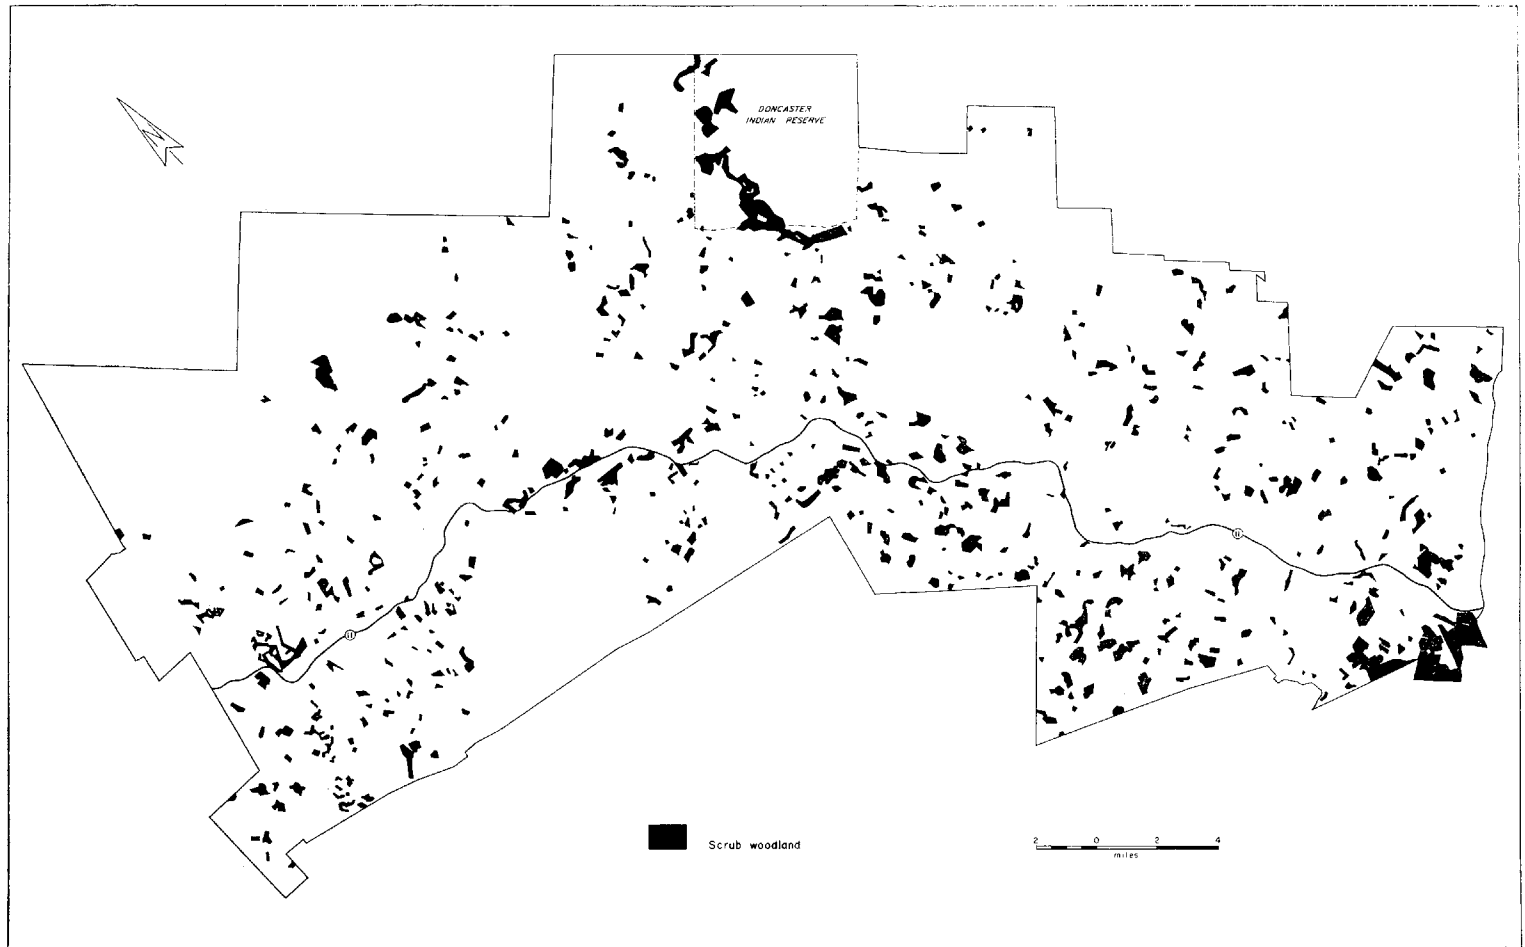 DONCASTER
INDIAN RESERVE
N
11
11
Scrub woodland
2 0 2 4
miles